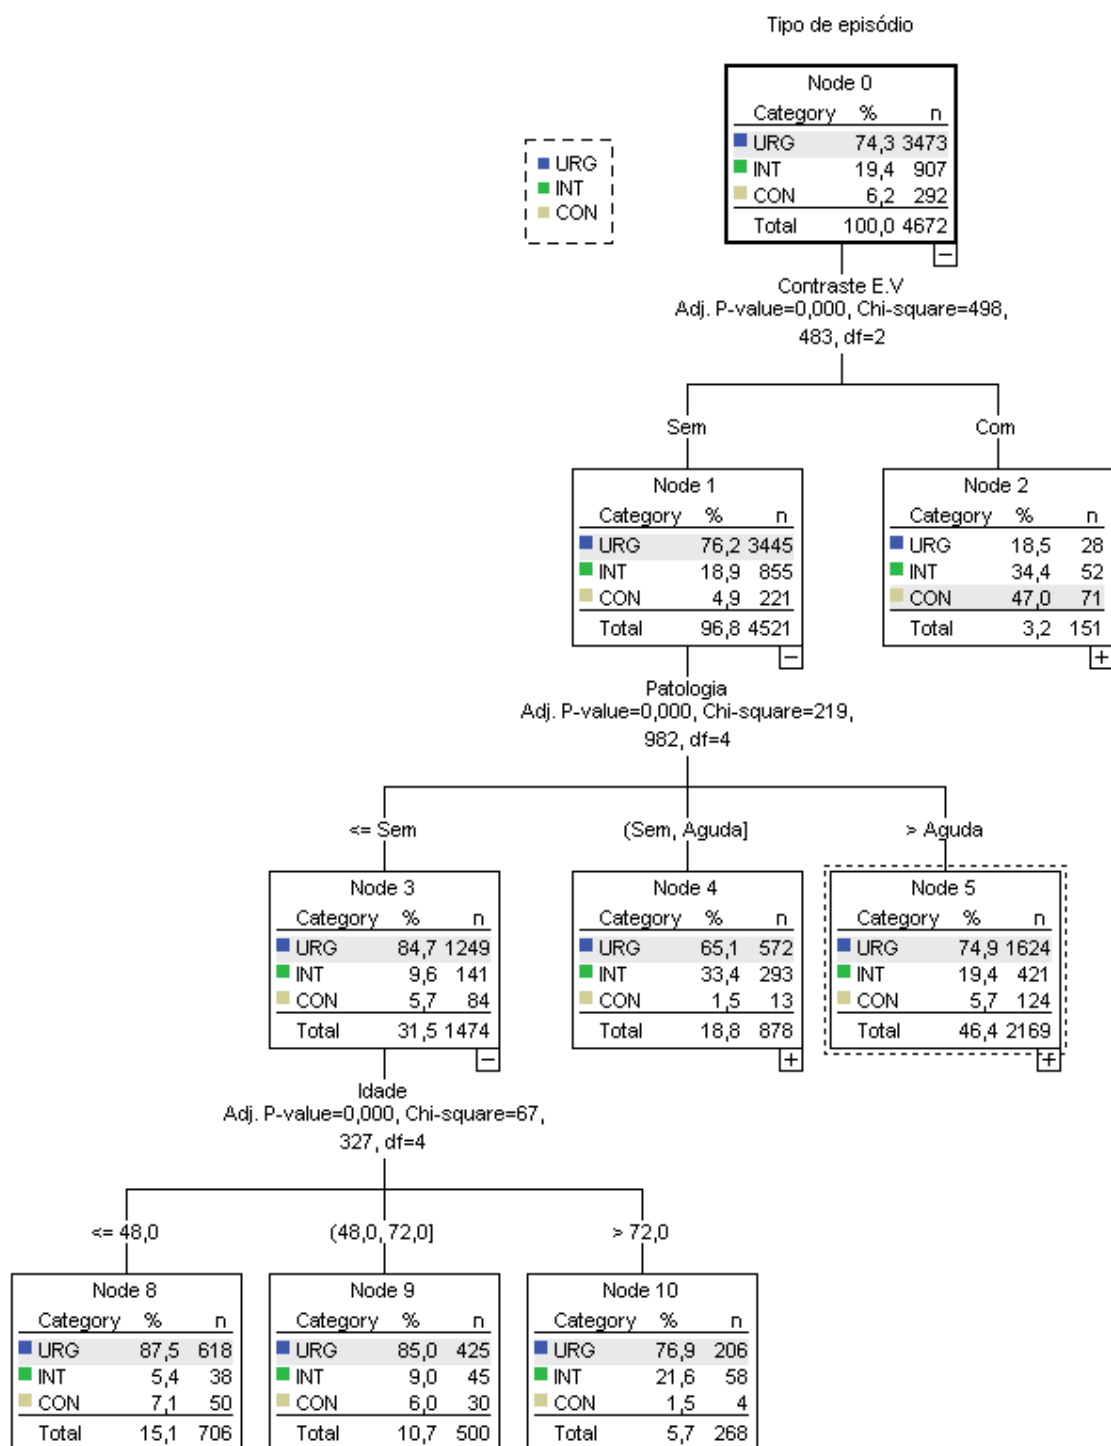 Tipo de episódio
Node 0
Category % n
URG 74,3 3473
INT 19,4 907
CON 6,2 292
Total 100,0 4672
URG
INT
CON
Contraste E.V
Adj. P-value=0,000, Chi-square=498,
483, df=2
Sem
Com
Node 1
Category % n
URG 76,2 3445
INT 18,9 855
CON 4,9 221
Total 96,8 4521
Node 2
Category % n
URG 18,5 28
INT 34,4 52
CON 47,0 71
Total 3,2 151
Patologia
Adj. P-value=0,000, Chi-square=219,
982, df=4
<= Sem
(Sem, Aguda]
> Aguda
Node 3
Category % n
URG 84,7 1249
INT 9,6 141
CON 5,7 84
Total 31,5 1474
Node 4
Category % n
URG 65,1 572
INT 33,4 293
CON 1,5 13
Total 18,8 878
Node 5
Category % n
URG 74,9 1624
INT 19,4 421
CON 5,7 124
Total 46,4 2169
Idade
Adj. P-value=0,000, Chi-square=67,
327, df=4
<= 48,0
(48,0, 72,0]
> 72,0
Node 8
Category % n
URG 87,5 618
INT 5,4 38
CON 7,1 50
Total 15,1 706
Node 9
Category % n
URG 85,0 425
INT 9,0 45
CON 6,0 30
Total 10,7 500
Node 10
Category % n
URG 76,9 206
INT 21,6 58
CON 1,5 4
Total 5,7 268